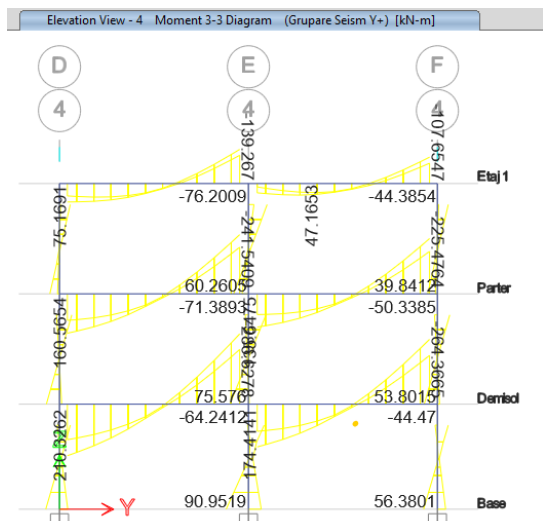 Elevation View - 4 Moment 3-3 Diagram (Grupare Seism Y+) [kN-m]
D E F
4 4 4
-139.267
-107.6547
Etaj 1
-76.2009
-44.3854
75.1691
47.1653
-241.5409
-225.4764
60.2605
39.8412
Parter
-71.3893
-50.3385
160.5654
-264.3665
75.576
53.8015
Demisol
-64.2412
-44.47
210.3262
174.4141
90.9519
56.3801
Base
Y